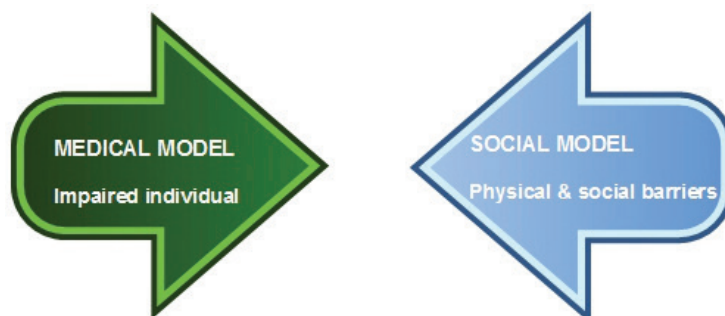 MEDICAL MODEL
Impaired individual
SOCIAL MODEL
Physical & social barriers